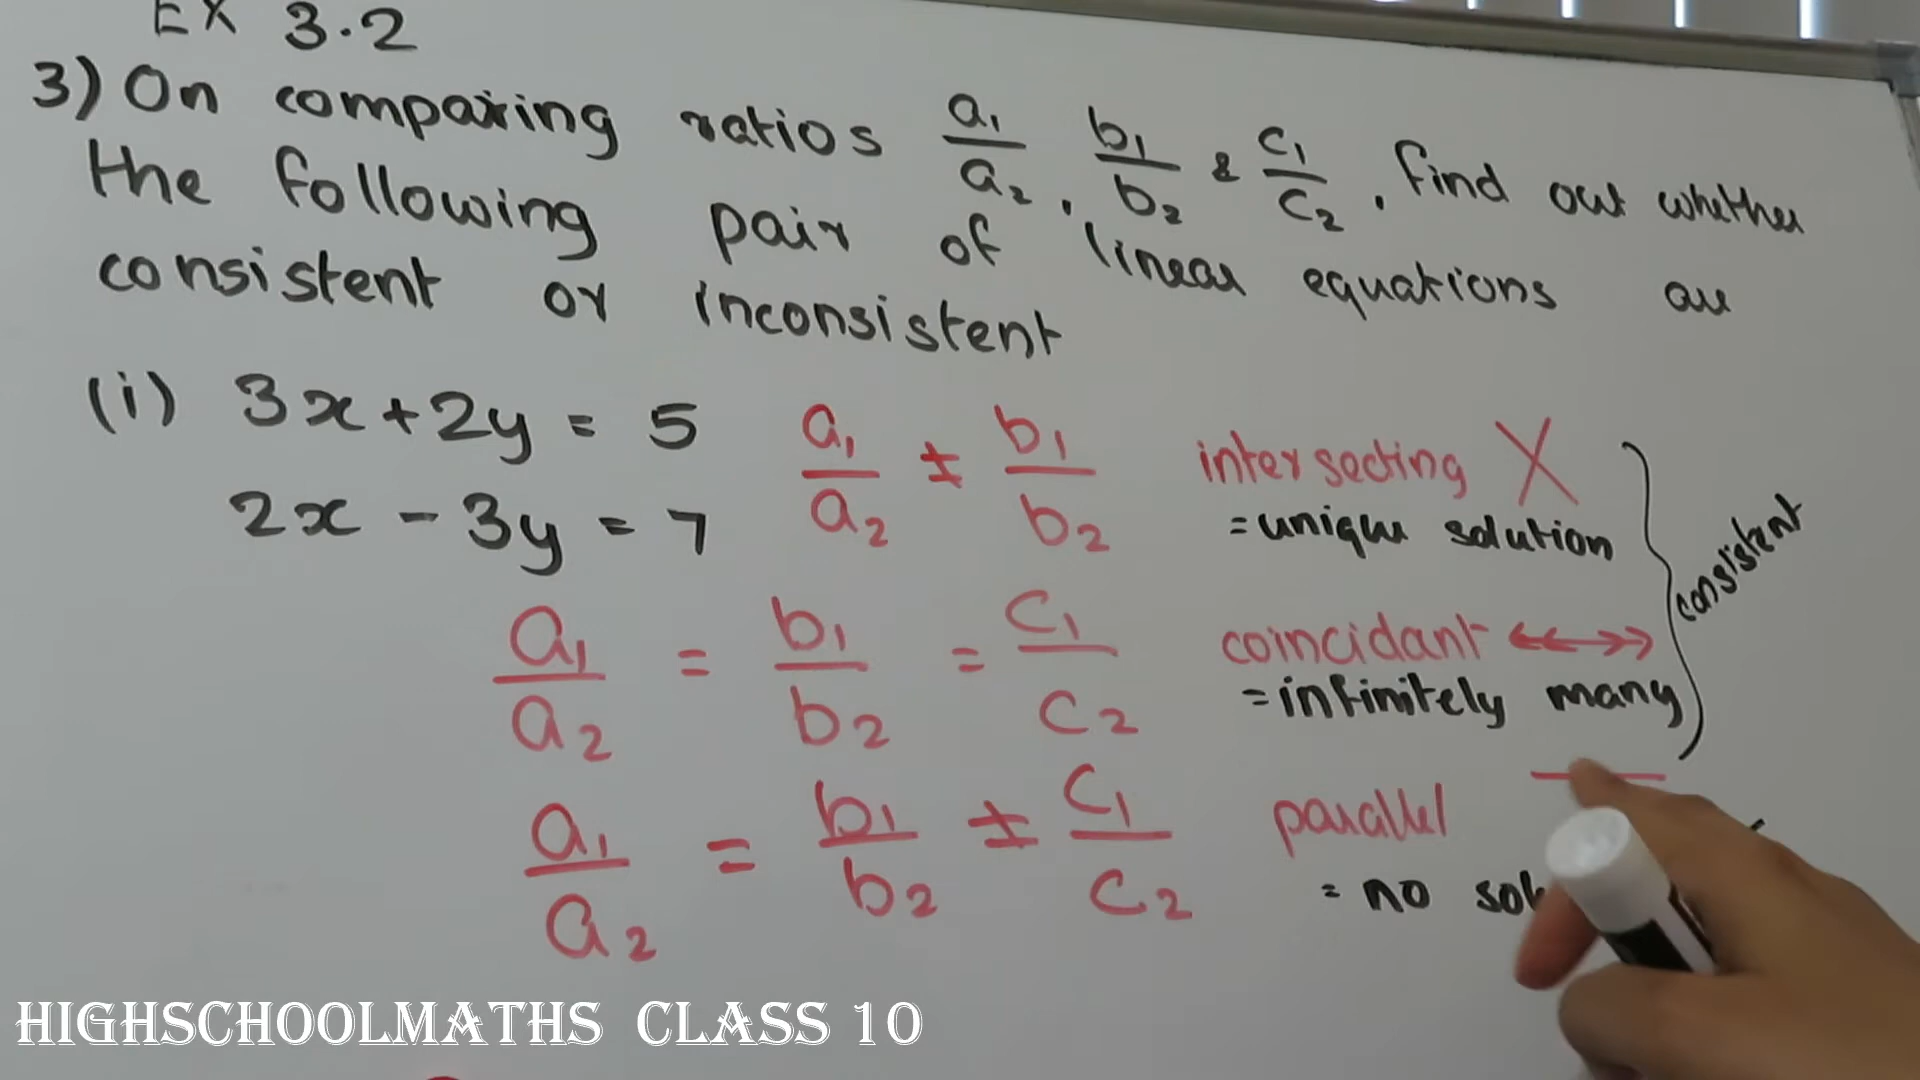 EX 3.2
3) On comparing ratios a₁/a₂, b₁/b₂ & c₁/c₂, find out whether
the following pair of linear equations are
consistent or inconsistent
(i) 3x + 2y = 5
2x - 3y = 7
a₁/a₂ ≠ b₁/b₂ intersecting
= unique solution
a₁/a₂ = b₁/b₂ = c₁/c₂ coincidant
= infinitely many
consistent
a₁/a₂ = b₁/b₂ ≠ c₁/c₂ parallel
= no
HIGHSCHOOLMATHS CLASS 10